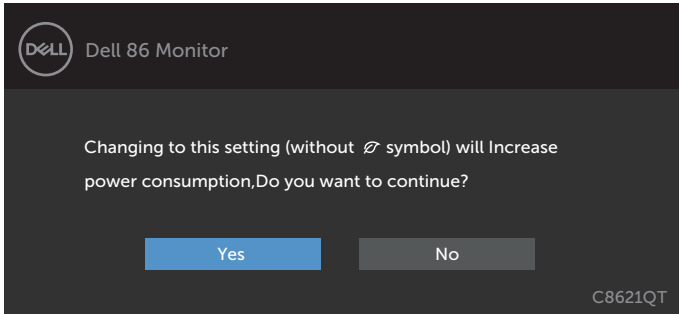 DELL
Dell 86 Monitor
Changing to this setting (without symbol) will Increase
power consumption,Do you want to continue?
Yes
No
C8621QT